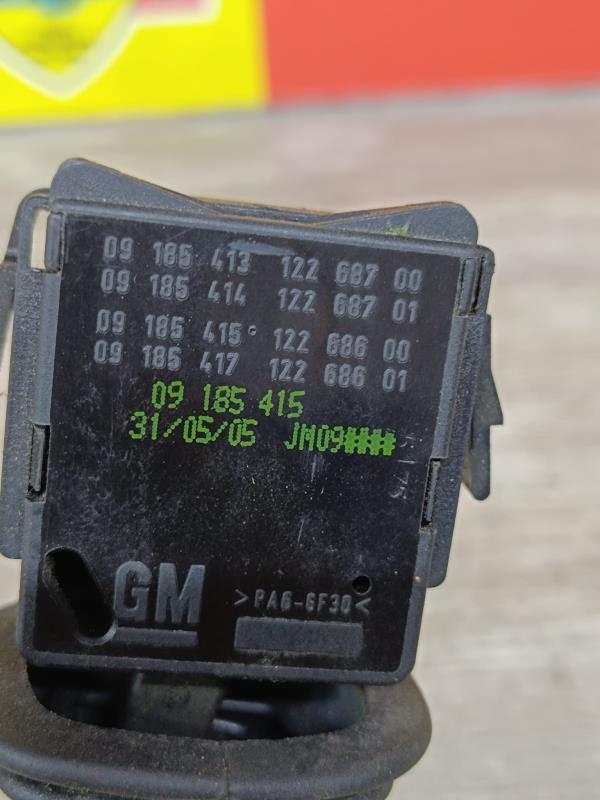 09 185 413 122 687 00
09 185 414 122 687 01
09 185 415 122 686 00
09 185 417 122 686 01
09 185 415
31/05/05 JM09####
GM
>PA6-GF30<